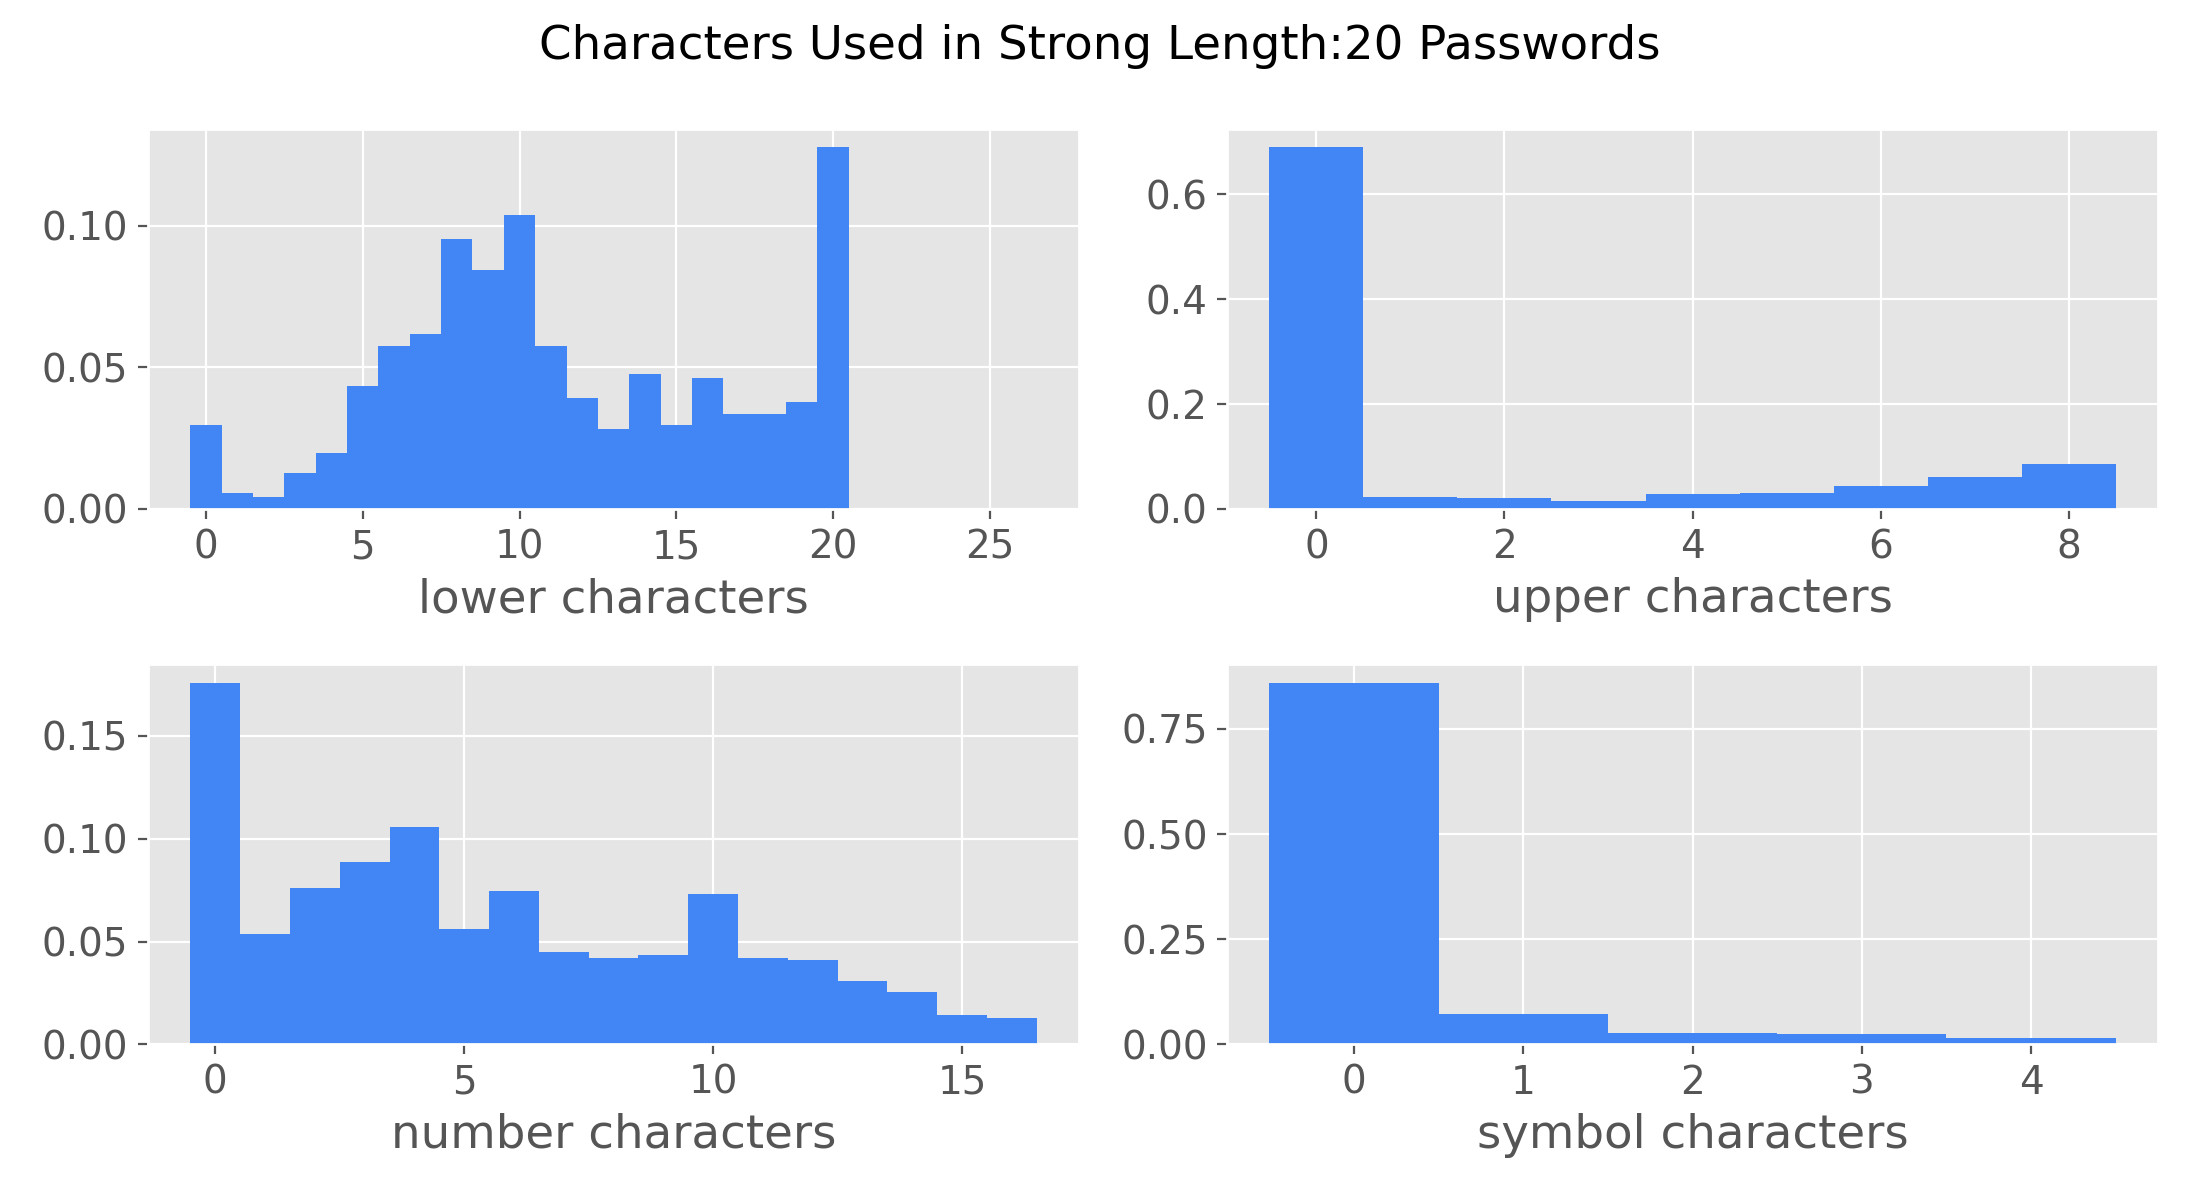 Characters Used in Strong Length:20 Passwords
0.10
0.05
0.00
0 5 10 15 20 25
lower characters
0.6
0.4
0.2
0.0
0 2 4 6 8
upper characters
0.15
0.10
0.05
0.00
0 5 10 15
number characters
0.75
0.50
0.25
0.00
0 1 2 3 4
symbol characters